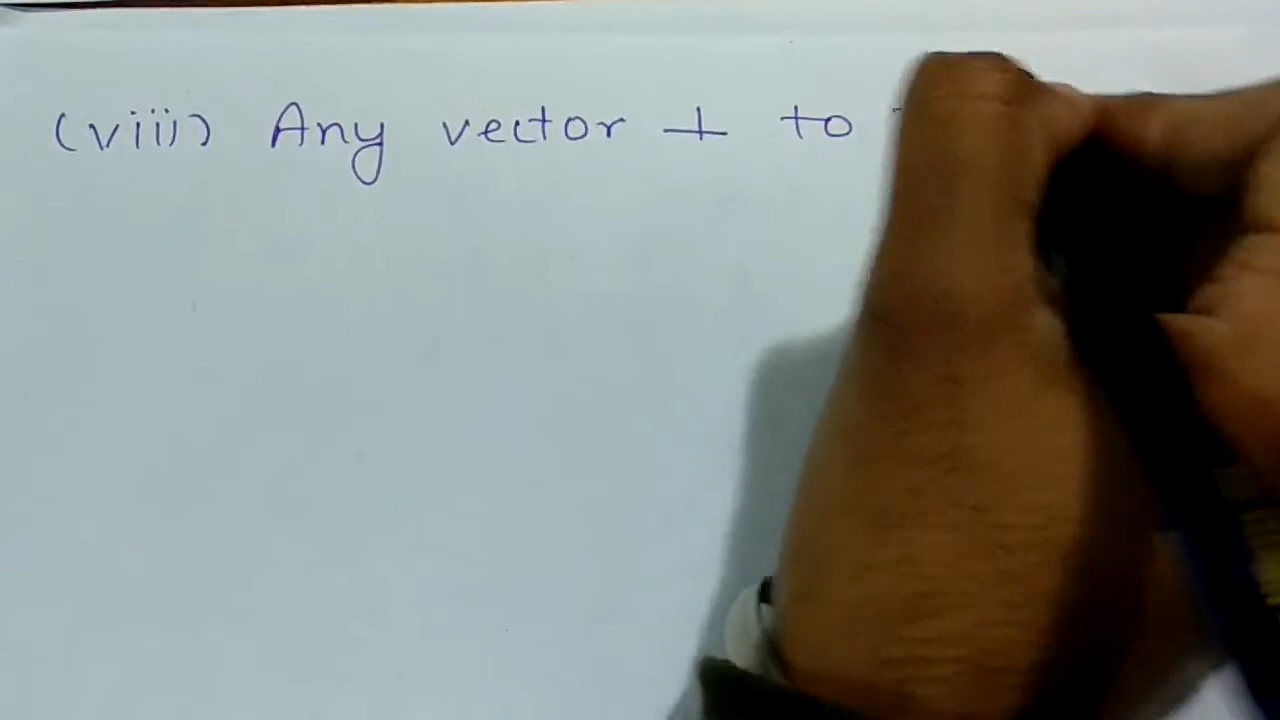 (viii) Any vector ⊥ to